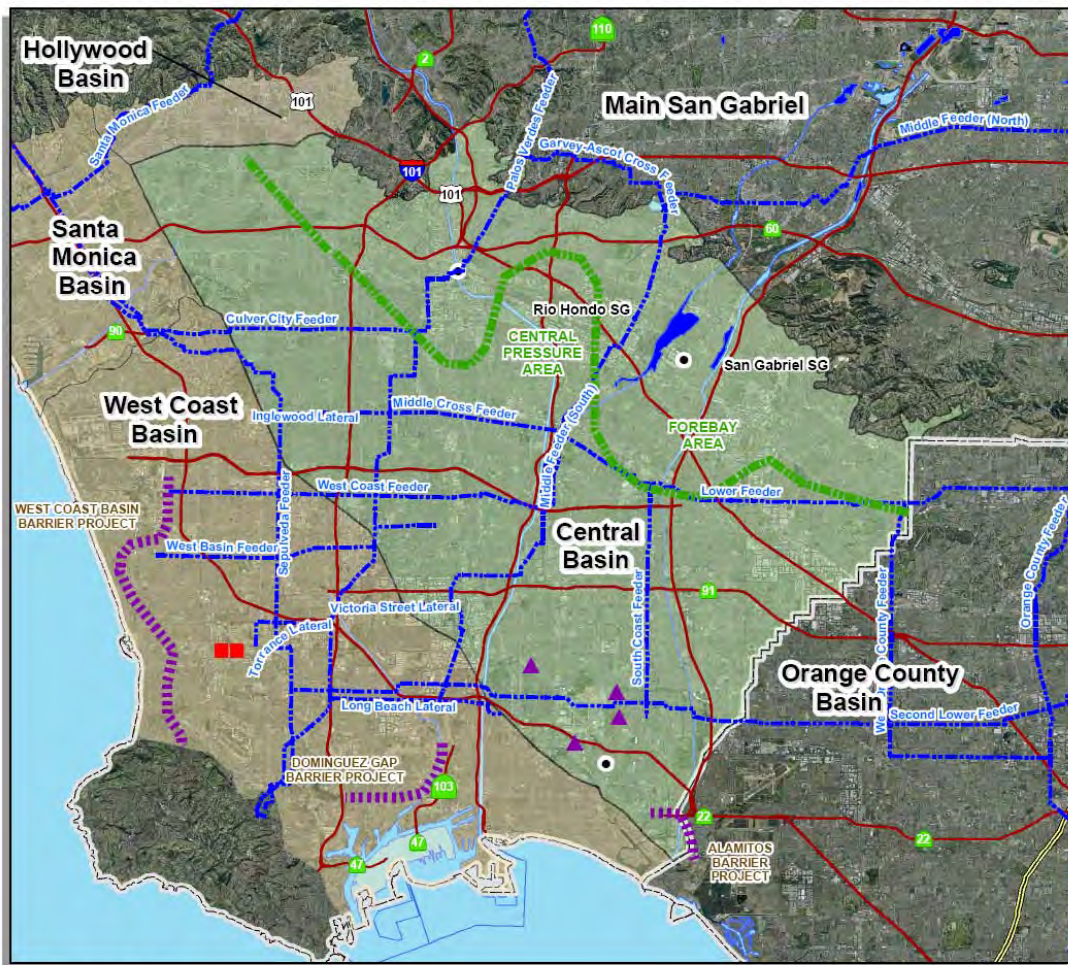 Hollywood
Basin
2
110
101
Santa Monica Feeder
Main San Gabriel
Palos Verdes Feeder
Middle Feeder (North)
Garvey-Ascot Cross Feeder
101
101
Santa
Monica
Basin
60
Rio Hondo SG
Culver City Feeder
90
CENTRAL
PRESSURE
AREA
San Gabriel SG
West Coast
Basin
Inglewood Lateral
Middle Cross Feeder
Middle Feeder (South)
FOREBAY
AREA
West Coast Feeder
Lower Feeder
WEST COAST BASIN
BARRIER PROJECT
Sepulveda Feeder
Central
Basin
West Basin Feeder
South Coast Feeder
91
Orange County Feeder
Victoria Street Lateral
Torrance Lateral
County Feeder
Orange County
Basin
Long Beach Lateral
Second Lower Feeder
DOMINGUEZ GAP
BARRIER PROJECT
103
22
22
47
47
ALAMITOS
BARRIER
PROJECT